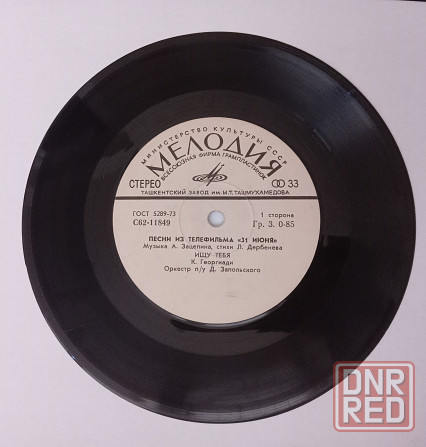 МИНИСТЕРСТВО КУЛЬТУРЫ СССР
МЕЛОДИЯ
ВСЕСОЮЗНАЯ ФИРМА ГРАМПЛАСТИНОК
СТЕРЕО 33
ТАШКЕНТСКИЙ ЗАВОД ИМ. М.Т. ТАШМУХАМЕДОВА
ГОСТ 5289-73 1 сторона
С62-11849 Гр. 3. 0-85
ПЕСНИ ИЗ ТЕЛЕФИЛЬМА «31 ИЮНЯ»
Музыка А. Зацепина, стихи Л. Дербенева
ИЩУ ТЕБЯ
К. Георгиади
Оркестр п/у Д. Запольского
DNR
RED